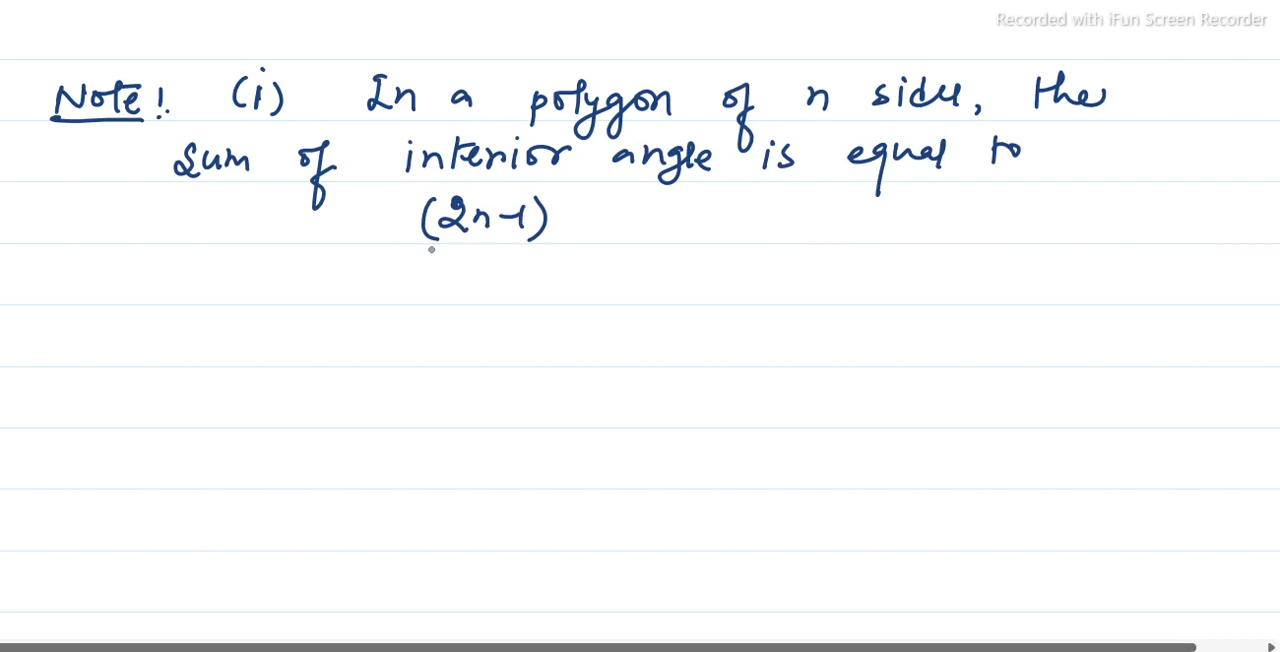 Recorded with iFun Screen Recorder
Note: (i) In a polygon of n sides, the
sum of interior angle is equal to
(2n-1)